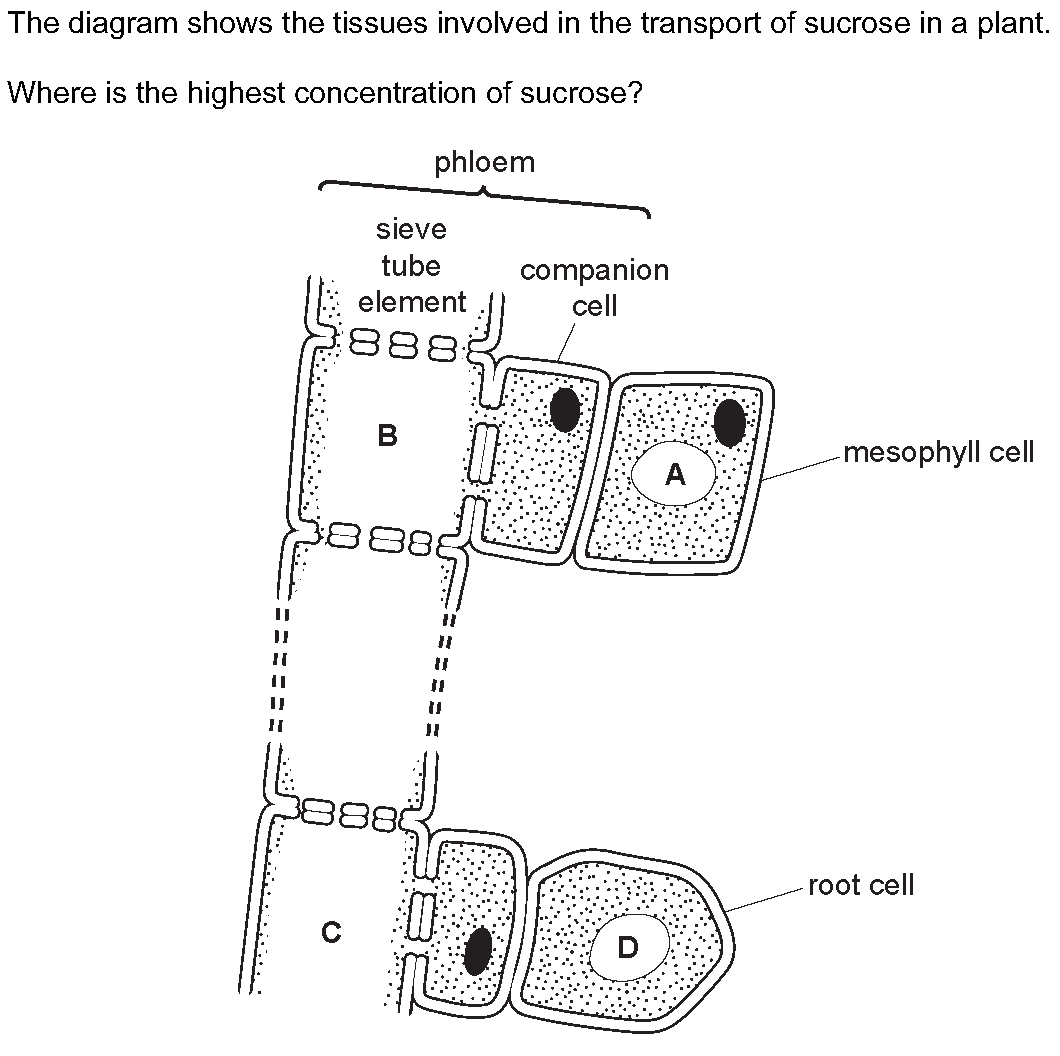 The diagram shows the tissues involved in the transport of sucrose in a plant.
Where is the highest concentration of sucrose?
phloem
sieve
tube
element
companion
cell
B
A
mesophyll cell
root cell
C
D